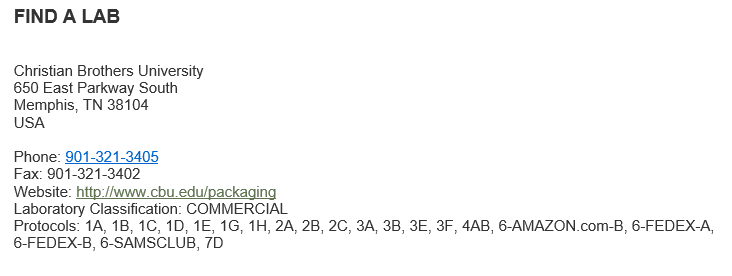 FIND A LAB
Christian Brothers University
650 East Parkway South
Memphis, TN 38104
USA
Phone: 901-321-3405
Fax: 901-321-3402
Website: http://www.cbu.edu/packaging
Laboratory Classification: COMMERCIAL
Protocols: 1A, 1B, 1C, 1D, 1E, 1G, 1H, 2A, 2B, 2C, 3A, 3B, 3E, 3F, 4AB, 6-AMAZON.com-B, 6-FEDEX-A,
6-FEDEX-B, 6-SAMSCLUB, 7D